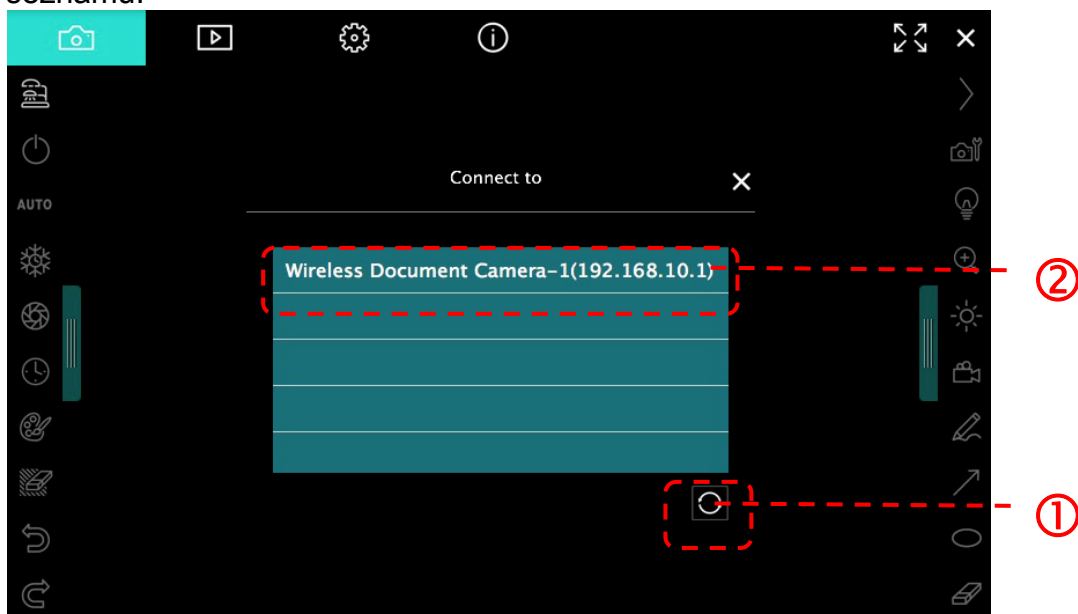 Connect to
AUTO
Wireless Document Camera-1(192.168.10.1)
②
①